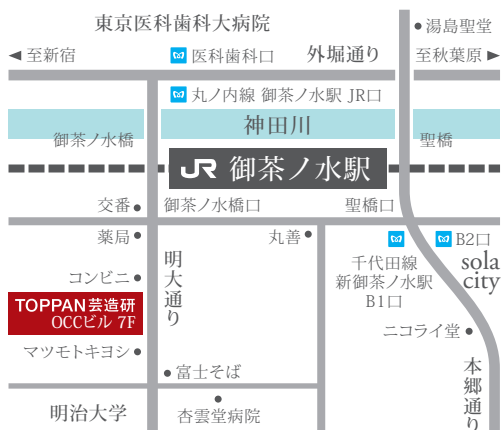 東京医科歯科大病院
湯島聖堂
至新宿
医科歯科口
外堀通り
至秋葉原
丸ノ内線 御茶ノ水駅 JR口
神田川
御茶ノ水橋
聖橋
JR 御茶ノ水駅
交番
御茶ノ水橋口
聖橋口
薬局
丸善
B2口
明大通り
千代田線
新御茶ノ水駅
B1口
sola
city
コンビニ
TOPPAN芸造研
OCCビル 7F
ニコライ堂
マツモトキヨシ
富士そば
本郷通り
明治大学
杏雲堂病院